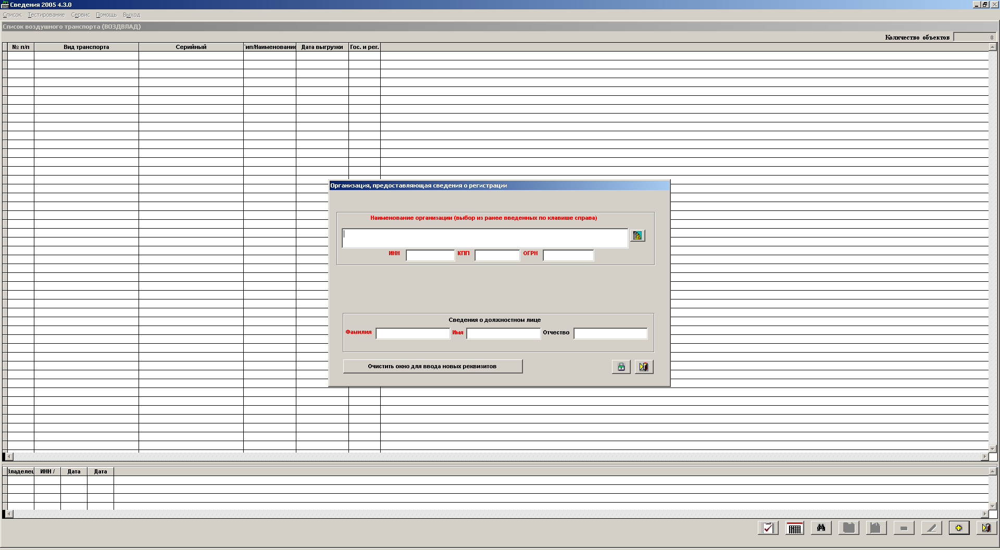 Сведения 2005 4.3.0
Список Тестирование Сервис Помощь Выход
Список воздушного транспорта (ВОЗДВЛАД)
Количество объектов 0
№ п/п Вид транспорта Серийный ип/Наименование Дата выгрузки Гос. и рег.
Организация, предоставляющая сведения о регистрации
Наименование организации (выбор из ранее введенных по клавише справа)
ИНН КПП ОГРН
Сведения о должностном лице
Фамилия Имя Отчество
Очистить окно для ввода новых реквизитов
Владелец ИНН / Дата Дата